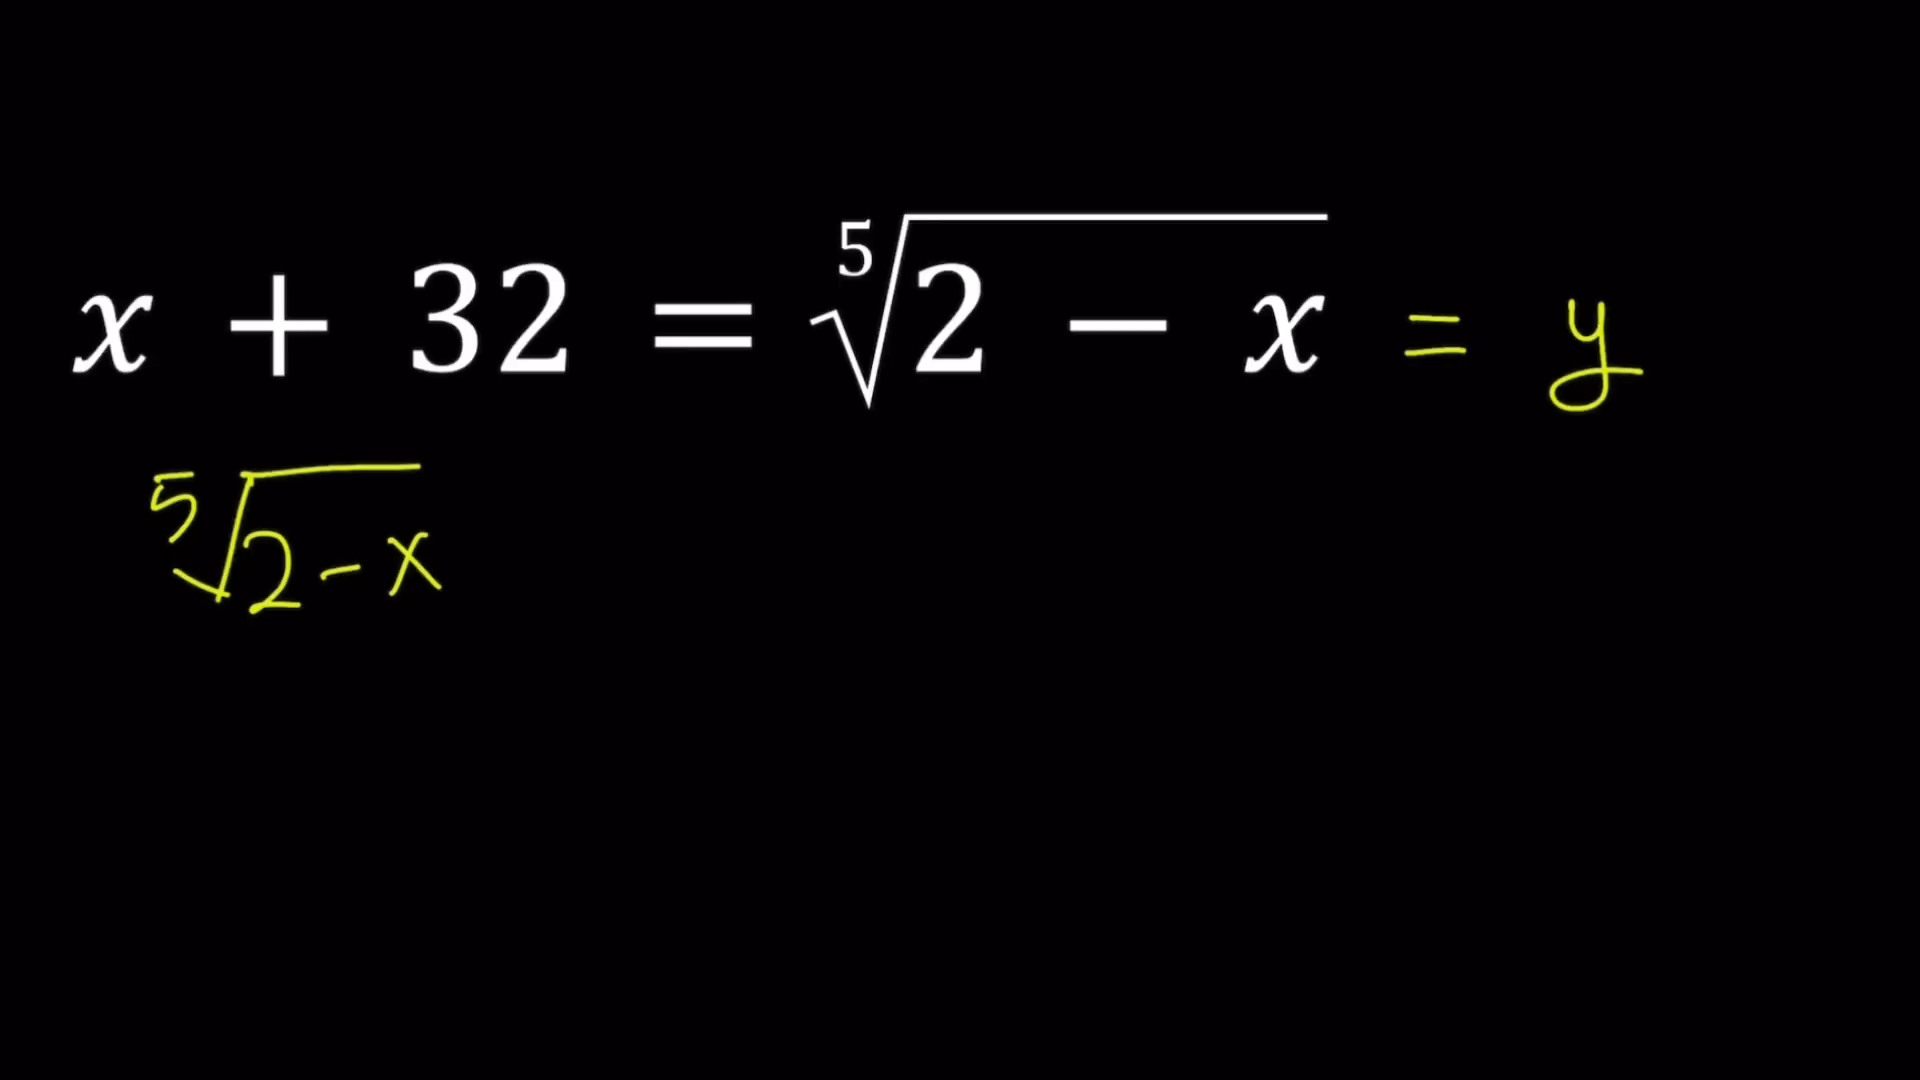 x + 32 = ⁵√(2 − x) = y
⁵√(2 - x)